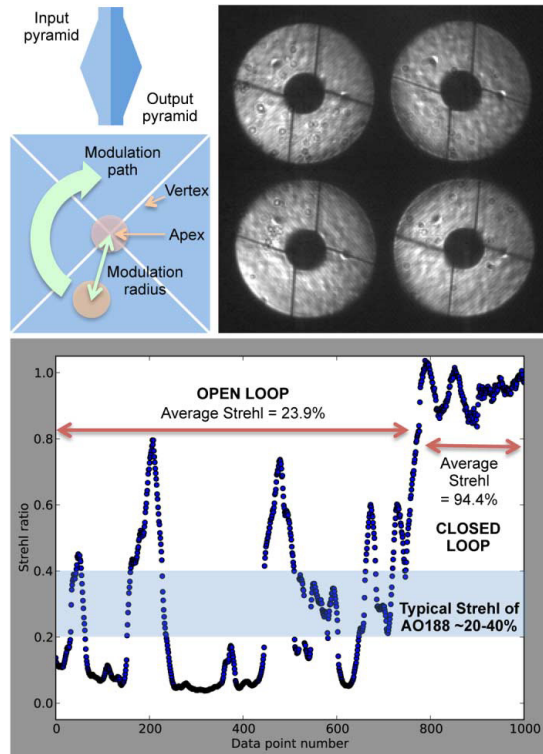 Input
pyramid
Output
pyramid
Modulation
path
Vertex
Apex
Modulation
radius
OPEN LOOP
Average Strehl = 23.9%
Average
Strehl
= 94.4%
CLOSED
LOOP
Typical Strehl of
AO188 ~20-40%
Strehl ratio
1.0
0.8
0.6
0.4
0.2
0.0
0
200
400
600
800
1000
Data point number